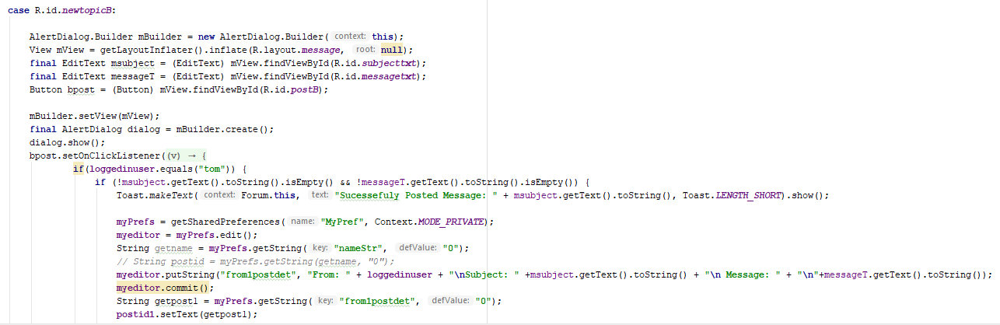 case R.id.newtopicB:
AlertDialog.Builder mBuilder = new AlertDialog.Builder( context: this);
View mView = getLayoutInflater().inflate(R.layout.message, root: null);
final EditText msubject = (EditText) mView.findViewById(R.id.subjecttxt);
final EditText messageT = (EditText) mView.findViewById(R.id.messagetxt);
Button bpost = (Button) mView.findViewById(R.id.postB);
mBuilder.setView(mView);
final AlertDialog dialog = mBuilder.create();
dialog.show();
bpost.setOnClickListener((v) → {
if(loggedinuser.equals("tom")) {
if (!msubject.getText().toString().isEmpty() && !messageT.getText().toString().isEmpty()) {
Toast.makeText( context: Forum.this, text: "Sucessefuly Posted Message: " + msubject.getText().toString(), Toast.LENGTH_SHORT).show();
myPrefs = getSharedPreferences( name: "MyPref", Context.MODE_PRIVATE);
myeditor = myPrefs.edit();
String getname = myPrefs.getString( key: "nameStr", defValue: "0");
// String postid = myPrefs.getString(getname, "0");
myeditor.putString("from1postdet", "From: " + loggedinuser + "\nSubject: " +msubject.getText().toString() + "\n Message: " + "\n"+messageT.getText().toString());
myeditor.commit();
String getpost1 = myPrefs.getString( key: "from1postdet", defValue: "0");
postid1.setText(getpost1);